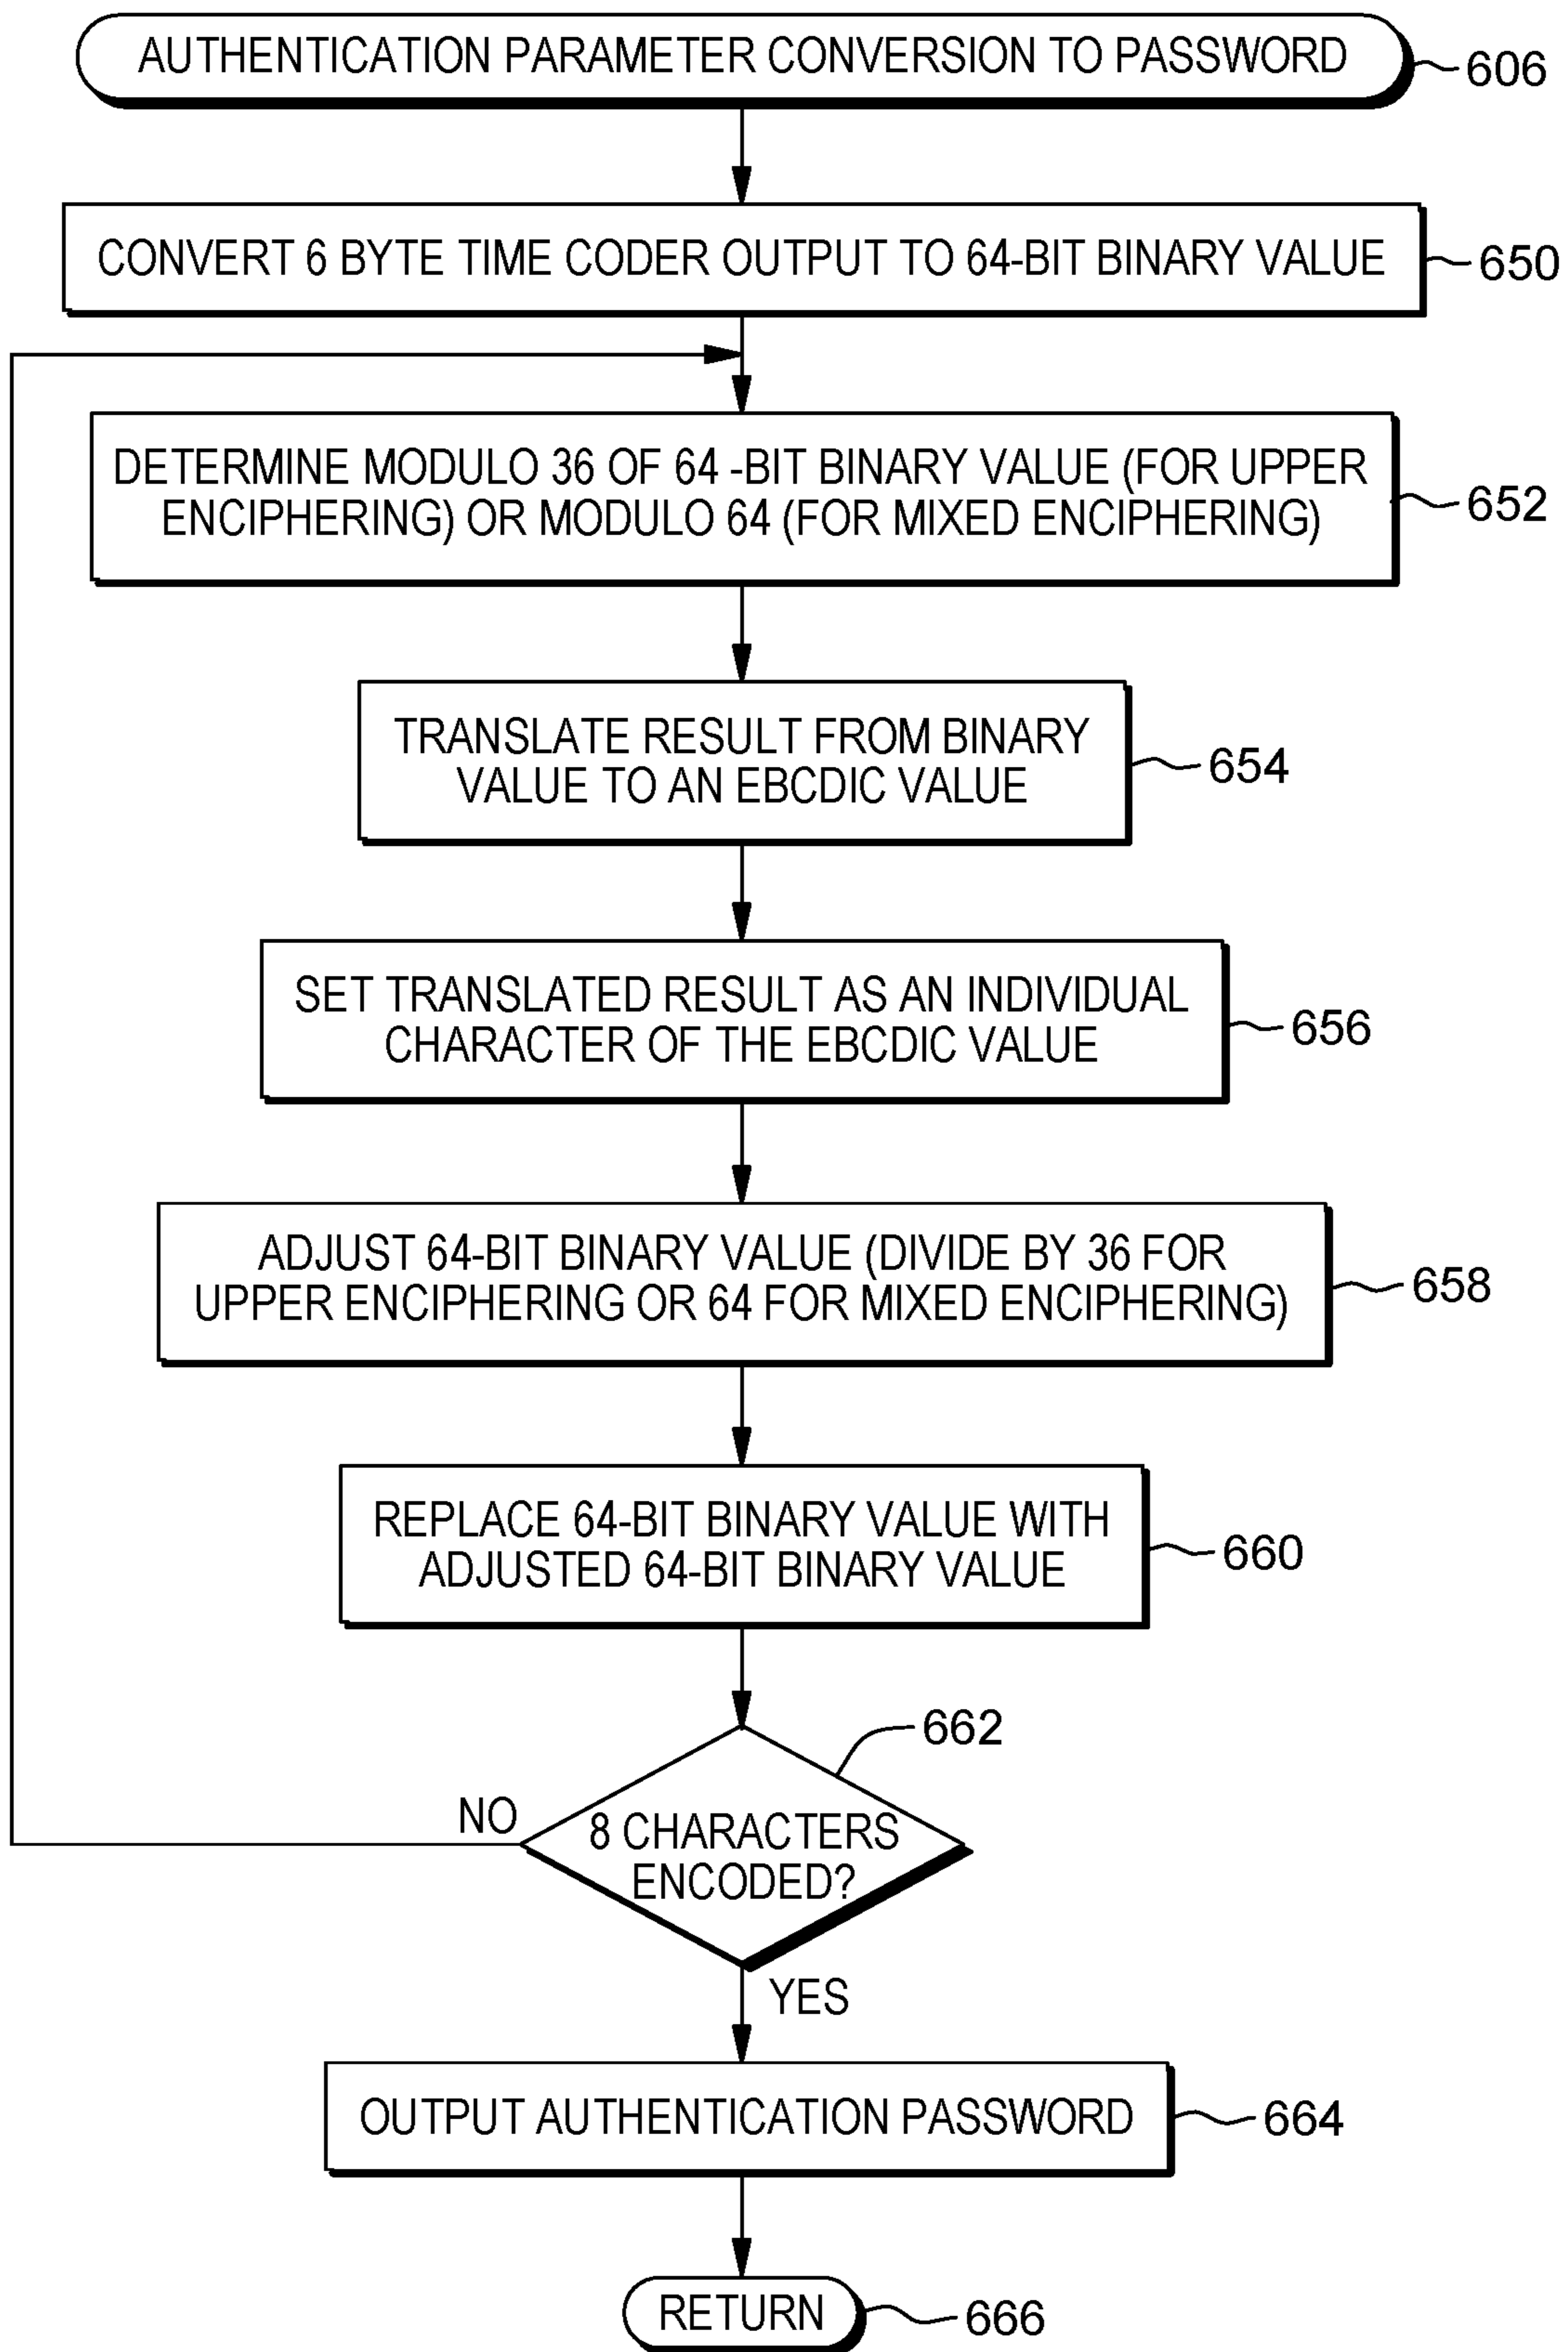 AUTHENTICATION PARAMETER CONVERSION TO PASSWORD
606
CONVERT 6 BYTE TIME CODER OUTPUT TO 64-BIT BINARY VALUE
650
DETERMINE MODULO 36 OF 64 -BIT BINARY VALUE (FOR UPPER
ENCIPHERING) OR MODULO 64 (FOR MIXED ENCIPHERING)
652
TRANSLATE RESULT FROM BINARY
VALUE TO AN EBCDIC VALUE
654
SET TRANSLATED RESULT AS AN INDIVIDUAL
CHARACTER OF THE EBCDIC VALUE
656
ADJUST 64-BIT BINARY VALUE (DIVIDE BY 36 FOR
UPPER ENCIPHERING OR 64 FOR MIXED ENCIPHERING)
658
REPLACE 64-BIT BINARY VALUE WITH
ADJUSTED 64-BIT BINARY VALUE
660
662
NO
8 CHARACTERS
ENCODED?
YES
OUTPUT AUTHENTICATION PASSWORD
664
RETURN
666